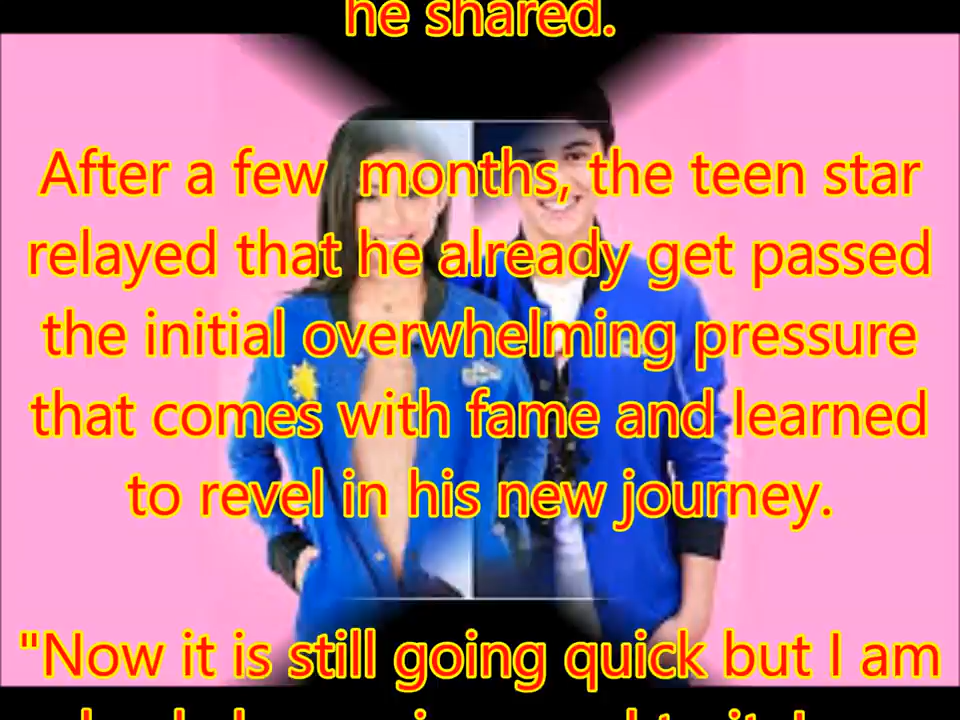 he shared.
After a few months, the teen star
relayed that he already get passed
the initial overwhelming pressure
that comes with fame and learned
to revel in his new journey.
"Now it is still going quick but I am